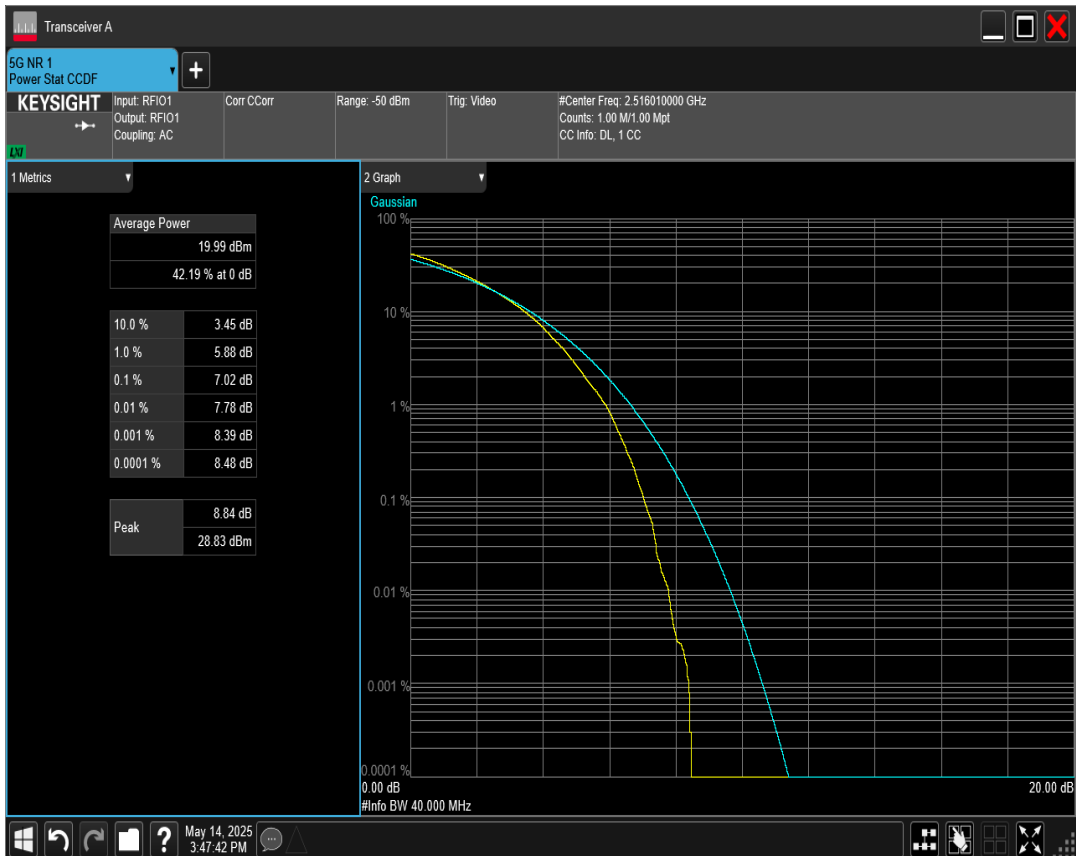 Transceiver A
5G NR 1
Power Stat CCDF
KEYSIGHT
LXI
Input: RFIO1
Output: RFIO1
Coupling: AC
Corr CCorr
Range: -50 dBm
Trig: Video
#Center Freq: 2.516010000 GHz
Counts: 1.00 M/1.00 Mpt
CC Info: DL, 1 CC
1 Metrics
Average Power
19.99 dBm
42.19 % at 0 dB
10.0 % 3.45 dB
1.0 % 5.88 dB
0.1 % 7.02 dB
0.01 % 7.78 dB
0.001 % 8.39 dB
0.0001 % 8.48 dB
Peak
8.84 dB
28.83 dBm
2 Graph
Gaussian
100 %
10 %
1 %
0.1 %
0.01 %
0.001 %
0.0001 %
0.00 dB 20.00 dB
#Info BW 40.000 MHz
? May 14, 2025
3:47:42 PM